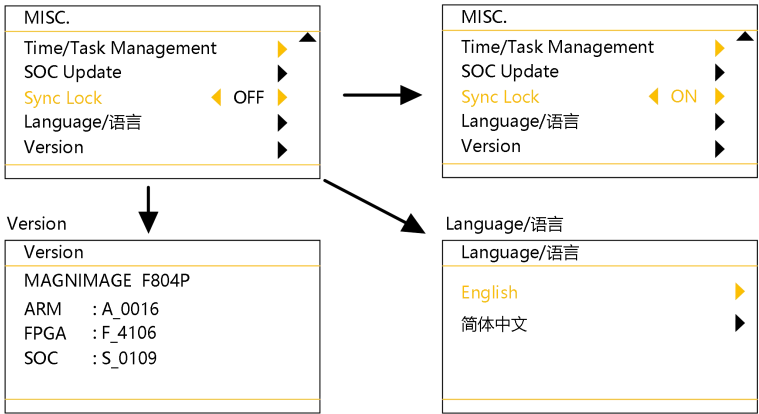 MISC.
Time/Task Management
SOC Update
Sync Lock OFF
Language/语言
Version
MISC.
Time/Task Management
SOC Update
Sync Lock ON
Language/语言
Version
Version
Version
MAGNIMAGE F804P
ARM : A_0016
FPGA : F_4106
SOC : S_0109
Language/语言
Language/语言
English
简体中文